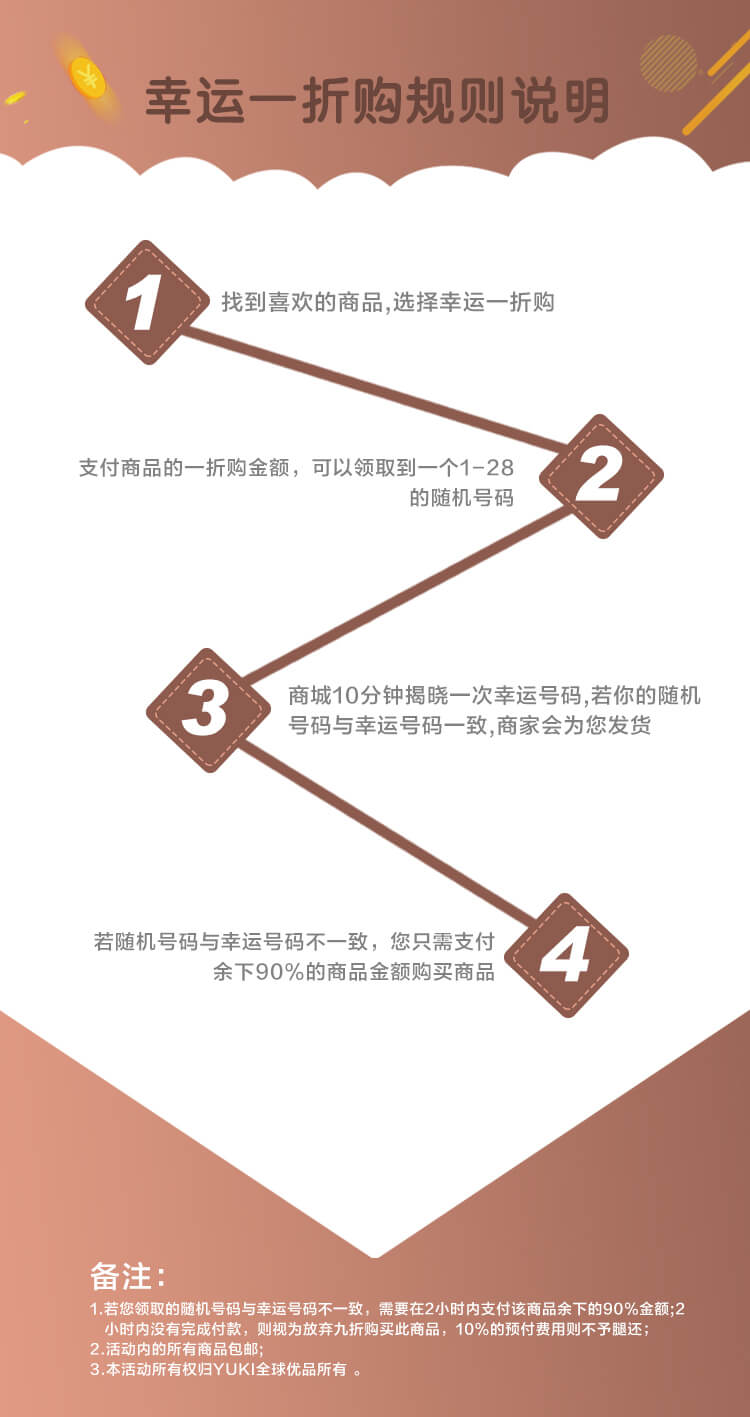 幸运一折购规则说明
1
找到喜欢的商品,选择幸运一折购
2
支付商品的一折购金额，可以领取到一个1-28
的随机号码
3
商城10分钟揭晓一次幸运号码,若你的随机
号码与幸运号码一致,商家会为您发货
4
若随机号码与幸运号码不一致，您只需支付
余下90%的商品金额购买商品
备注：
1.若您领取的随机号码与幸运号码不一致，需要在2小时内支付该商品余下的90%金额;2
小时内没有完成付款，则视为放弃九折购买此商品，10%的预付费用则不予腿还；
2.活动内的所有商品包邮;
3.本活动所有权归YUKI全球优品所有 。